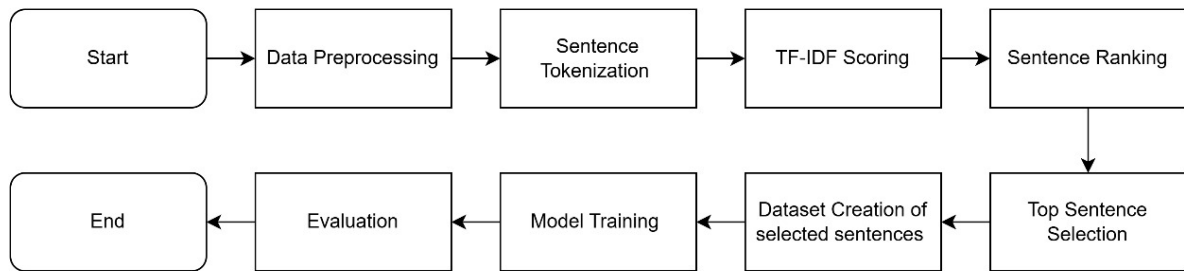 Start
Data Preprocessing
Sentence
Tokenization
TF-IDF Scoring
Sentence Ranking
Top Sentence
Selection
Dataset Creation of
selected sentences
Model Training
Evaluation
End